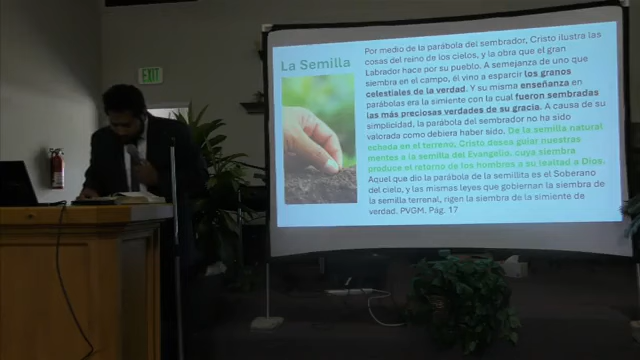 EXIT
La Semilla
Por medio de la parábola del sembrador, Cristo ilustra las
cosas del reino de los cielos, y la obra que el gran
Labrador hace por su pueblo. A semejanza de uno que
siembra en el campo, él vino a esparcir los granos
celestiales de la verdad. Y su misma enseñanza en
parábolas era la simiente con la cual fueron sembradas
las más preciosas verdades de su gracia. A causa de su
simplicidad, la parábola del sembrador no ha sido
valorada como debiera haber sido. De la semilla natural
echada en el terreno, Cristo desea guiar nuestras
mentes a la semilla del Evangelio, cuya siembra
produce el retorno de los hombres a su lealtad a Dios.
Aquel que dio la parábola de la semillita es el Soberano
del cielo, y las mismas leyes que gobiernan la siembra de
la semilla terrenal, rigen la siembra de la simiente de
verdad. PVGM. Pág. 17